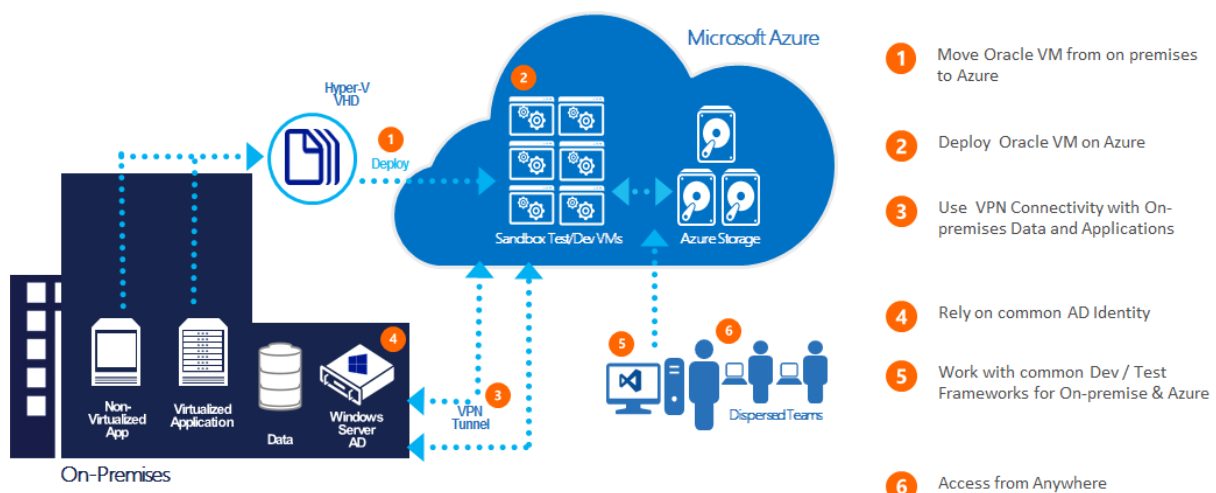 Microsoft Azure
Hyper-V
VHD
1
Deploy
2
Sandbox Test/Dev VMs
Azure Storage
Non-
Virtualized
App
Virtualized
Application
Data
4
Windows
Server
AD
3
VPN
Tunnel
On-Premises
5
6
Dispersed Teams
1
Move Oracle VM from on premises
to Azure
2
Deploy Oracle VM on Azure
3
Use VPN Connectivity with On-
premises Data and Applications
4
Rely on common AD Identity
5
Work with common Dev / Test
Frameworks for On-premise & Azure
6
Access from Anywhere